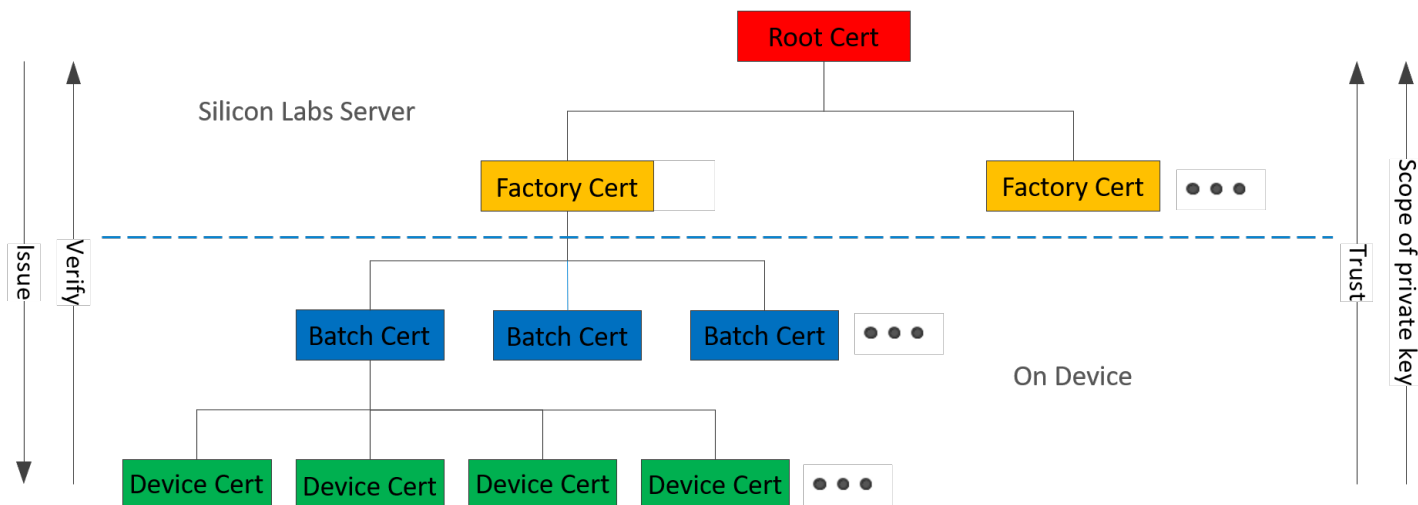 Root Cert
Silicon Labs Server
Factory Cert
Factory Cert
Issue
Verify
Trust
Scope of private key
Batch Cert
Batch Cert
Batch Cert
On Device
Device Cert
Device Cert
Device Cert
Device Cert